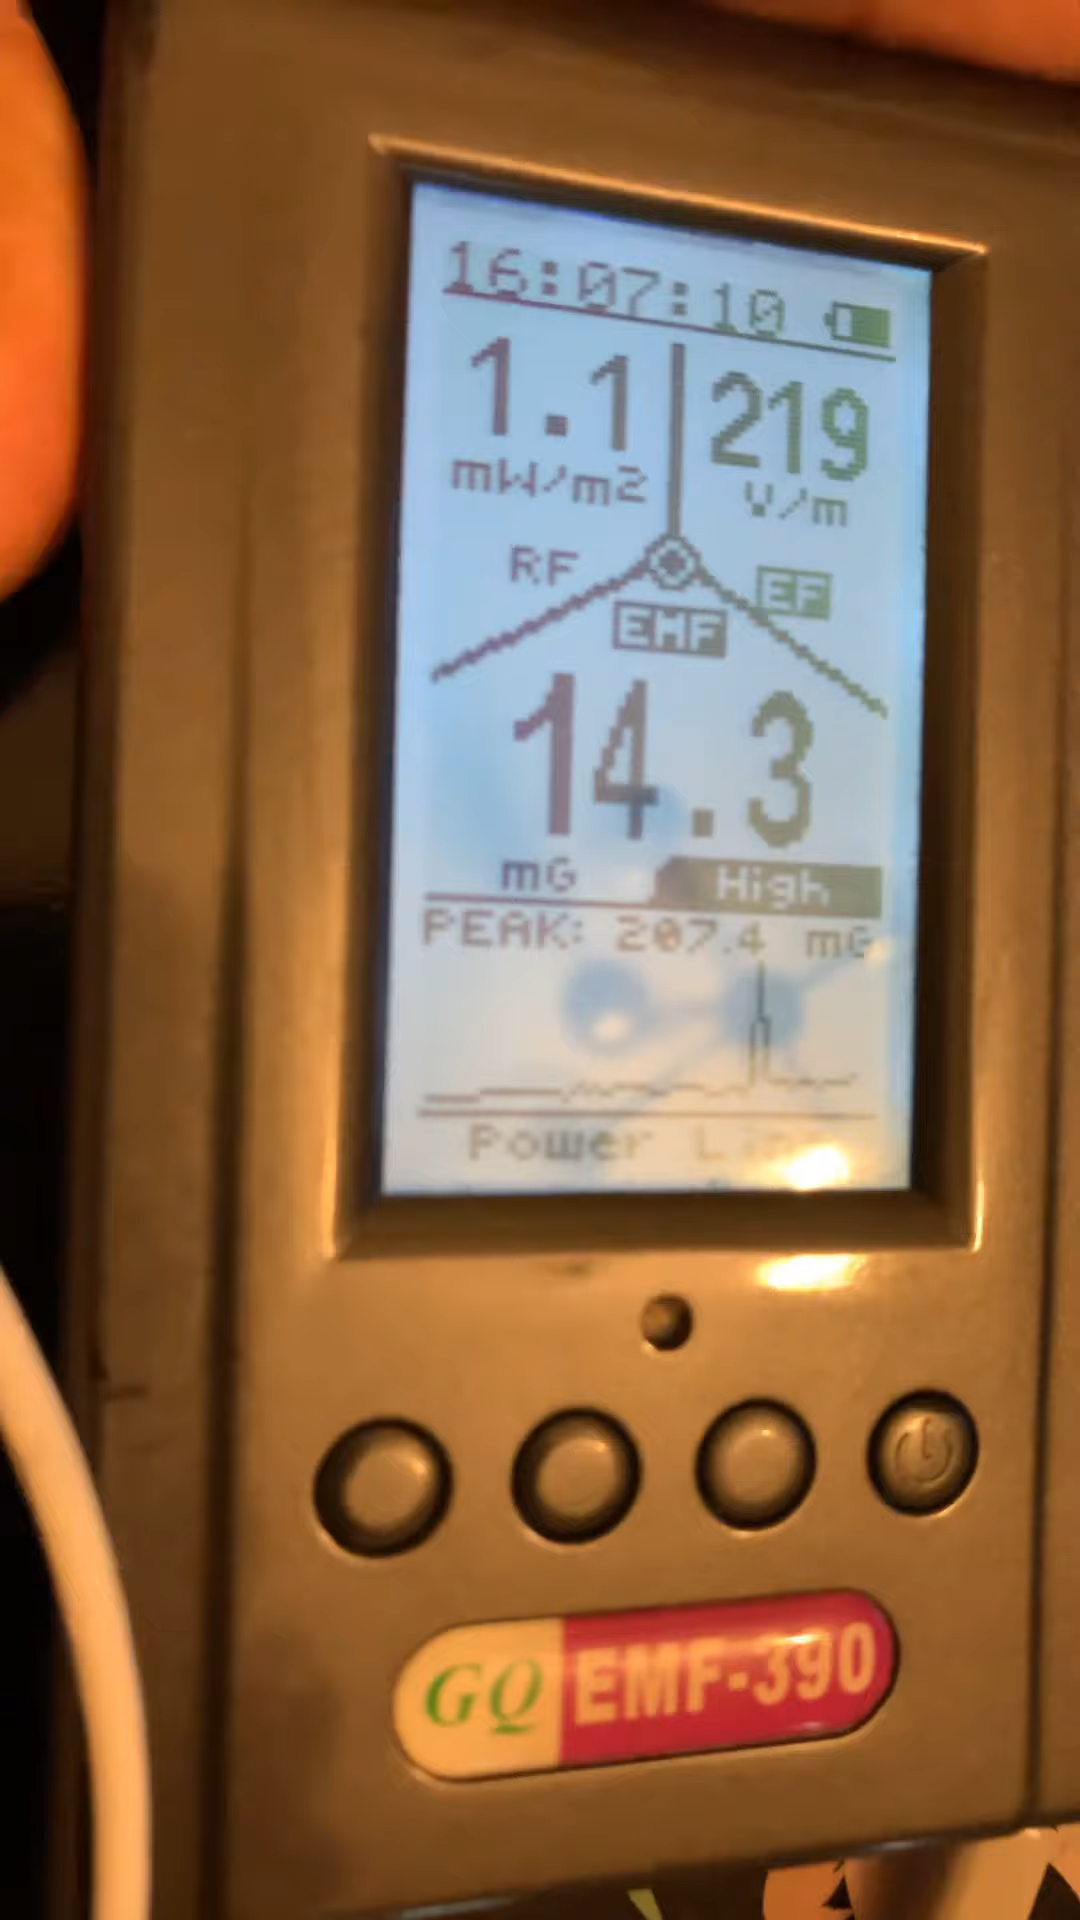 16:07:10
1.1 219
mW/m2 V/m
RF EF
EMF
14.3
mG High
PEAK: 207.4 mG
Power
GQ EMF-390